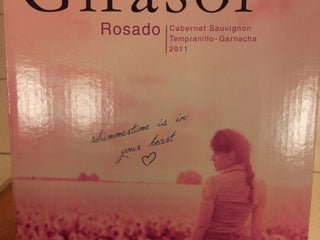 Girasol
Rosado
Cabernet Sauvignon
Tempranillo - Garnacha
2011
Summertime is in
your heart